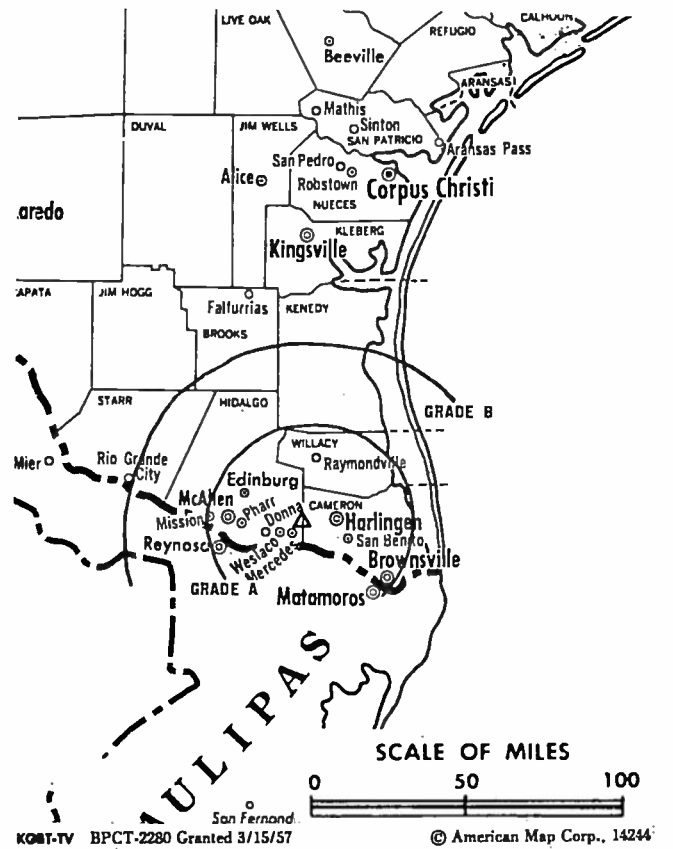 LIVE OAK
CALHOUN
REFUGIO
Beeville
ARANSAS
Mathis
Sinton
SAN PATRICIO
DUVAL
JIM WELLS
Aransas Pass
San Pedro
Alice
Robstown
Corpus Christi
NUECES
aredo
KLEBERG
Kingsville
APATA
JIM HOGG
Falfurrias
KENEDY
BROOKS
STARR
HIDALGO
GRADE B
WILLACY
Mier
Rio Grande
City
Raymondville
Edinburg
McAllen
Pharr
Donna
CAMERON
Mission
Harlingen
San Benito
Reynosa
Weslaco
Mercedes
Brownsville
GRADE A
Matamoros
AULIPAS
SCALE OF MILES
0 50 100
San Fernand
KGBT-TV BPCT-2280 Granted 3/15/57
© American Map Corp., 14244